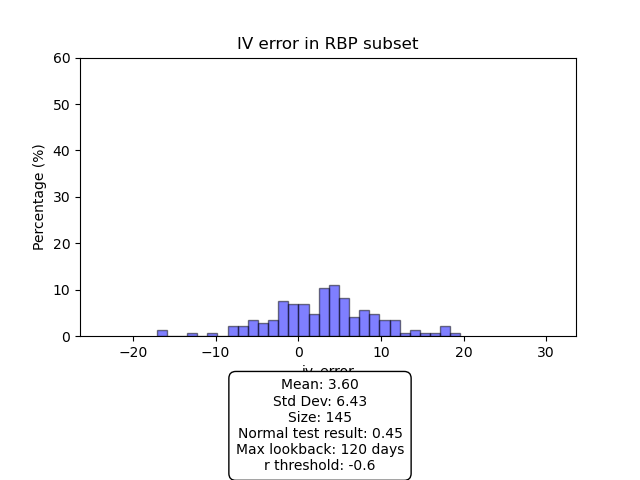 IV error in RBP subset
60
50
40
30
20
10
0
Percentage (%)
−20
−10
0
10
20
30
iv_error
Mean: 3.60
Std Dev: 6.43
Size: 145
Normal test result: 0.45
Max lookback: 120 days
r threshold: -0.6